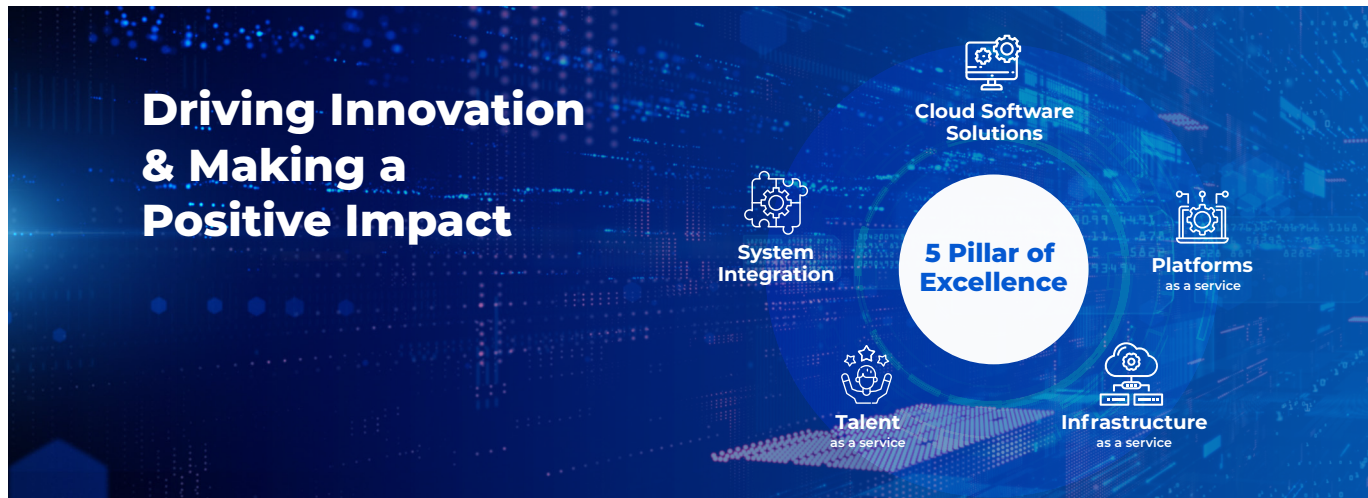 Driving Innovation
& Making a
Positive Impact
Cloud Software
Solutions
System
Integration
5 Pillar of
Excellence
Platforms
as a service
Talent
as a service
Infrastructure
as a service